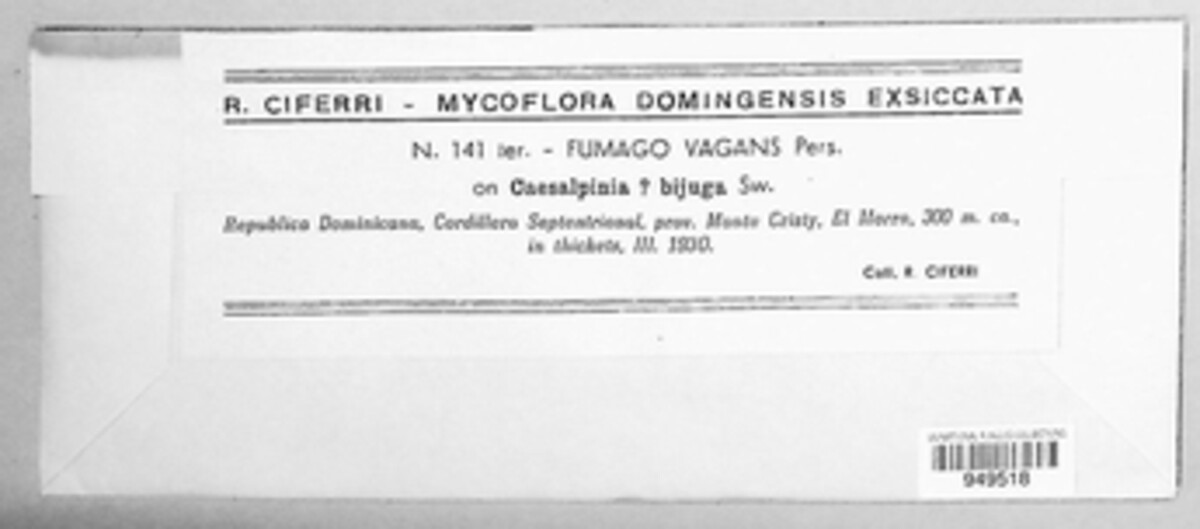 R. CIFERRI - MYCOFLORA DOMINGENSIS EXSICCATA
N. 141 ter. - FUMAGO VAGANS Pers.
on Caesalpinia ? bijuga Sw.
Republica Dominicana, Cordillera Septentrional, prov. Monte Cristy, El Morro, 300 m. ca.,
in thickets, III. 1930.
Coll. R. CIFERRI
949518